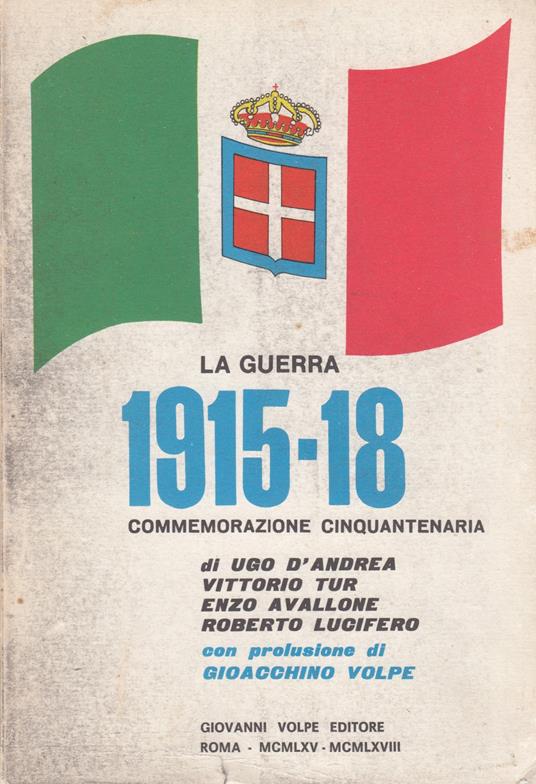 LA GUERRA
1915-18
COMMEMORAZIONE CINQUANTENARIA
di UGO D'ANDREA
VITTORIO TUR
ENZO AVALLONE
ROBERTO LUCIFERO
con prolusione di
GIOACCHINO VOLPE
GIOVANNI VOLPE EDITORE
ROMA - MCMLXV - MCMLXVIII